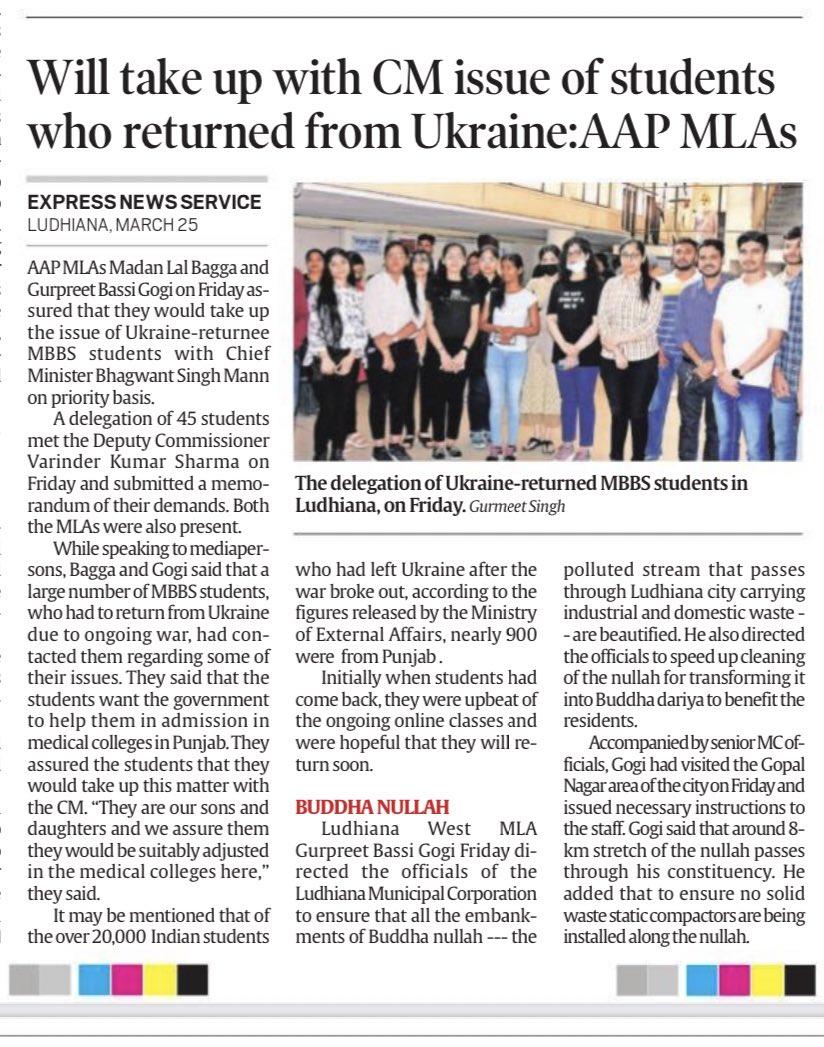 Will take up with CM issue of students
who returned from Ukraine:AAP MLAs
EXPRESS NEWS SERVICE
LUDHIANA, MARCH 25
AAP MLAs Madan Lal Bagga and
Gurpreet Bassi Gogi on Friday as-
sured that they would take up
the issue of Ukraine-returnee
MBBS students with Chief
Minister Bhagwant Singh Mann
on priority basis.
A delegation of 45 students
met the Deputy Commissioner
Varinder Kumar Sharma on
Friday and submitted a memo-
randum of their demands. Both
the MLAs were also present.
While speaking to mediaper-
sons, Bagga and Gogi said that a
large number of MBBS students,
who had to return from Ukraine
due to ongoing war, had con-
tacted them regarding some of
their issues. They said that the
students want the government
to help them in admission in
medical colleges in Punjab. They
assured the students that they
would take up this matter with
the CM. “They are our sons and
daughters and we assure them
they would be suitably adjusted
in the medical colleges here,”
they said.
It may be mentioned that of
the over 20,000 Indian students
The delegation of Ukraine-returned MBBS students in
Ludhiana, on Friday. Gurmeet Singh
who had left Ukraine after the
war broke out, according to the
figures released by the Ministry
of External Affairs, nearly 900
were from Punjab .
Initially when students had
come back, they were upbeat of
the ongoing online classes and
were hopeful that they will re-
turn soon.
BUDDHA NULLAH
Ludhiana West MLA
Gurpreet Bassi Gogi Friday di-
rected the officials of the
Ludhiana Municipal Corporation
to ensure that all the embank-
ments of Buddha nullah --- the
polluted stream that passes
through Ludhiana city carrying
industrial and domestic waste -
- are beautified. He also directed
the officials to speed up cleaning
of the nullah for transforming it
into Buddha dariya to benefit the
residents.
Accompanied by senior MC of-
ficials, Gogi had visited the Gopal
Nagar area of the city on Friday and
issued necessary instructions to
the staff. Gogi said that around 8-
km stretch of the nullah passes
through his constituency. He
added that to ensure no solid
waste static compactors are being
installed along the nullah.